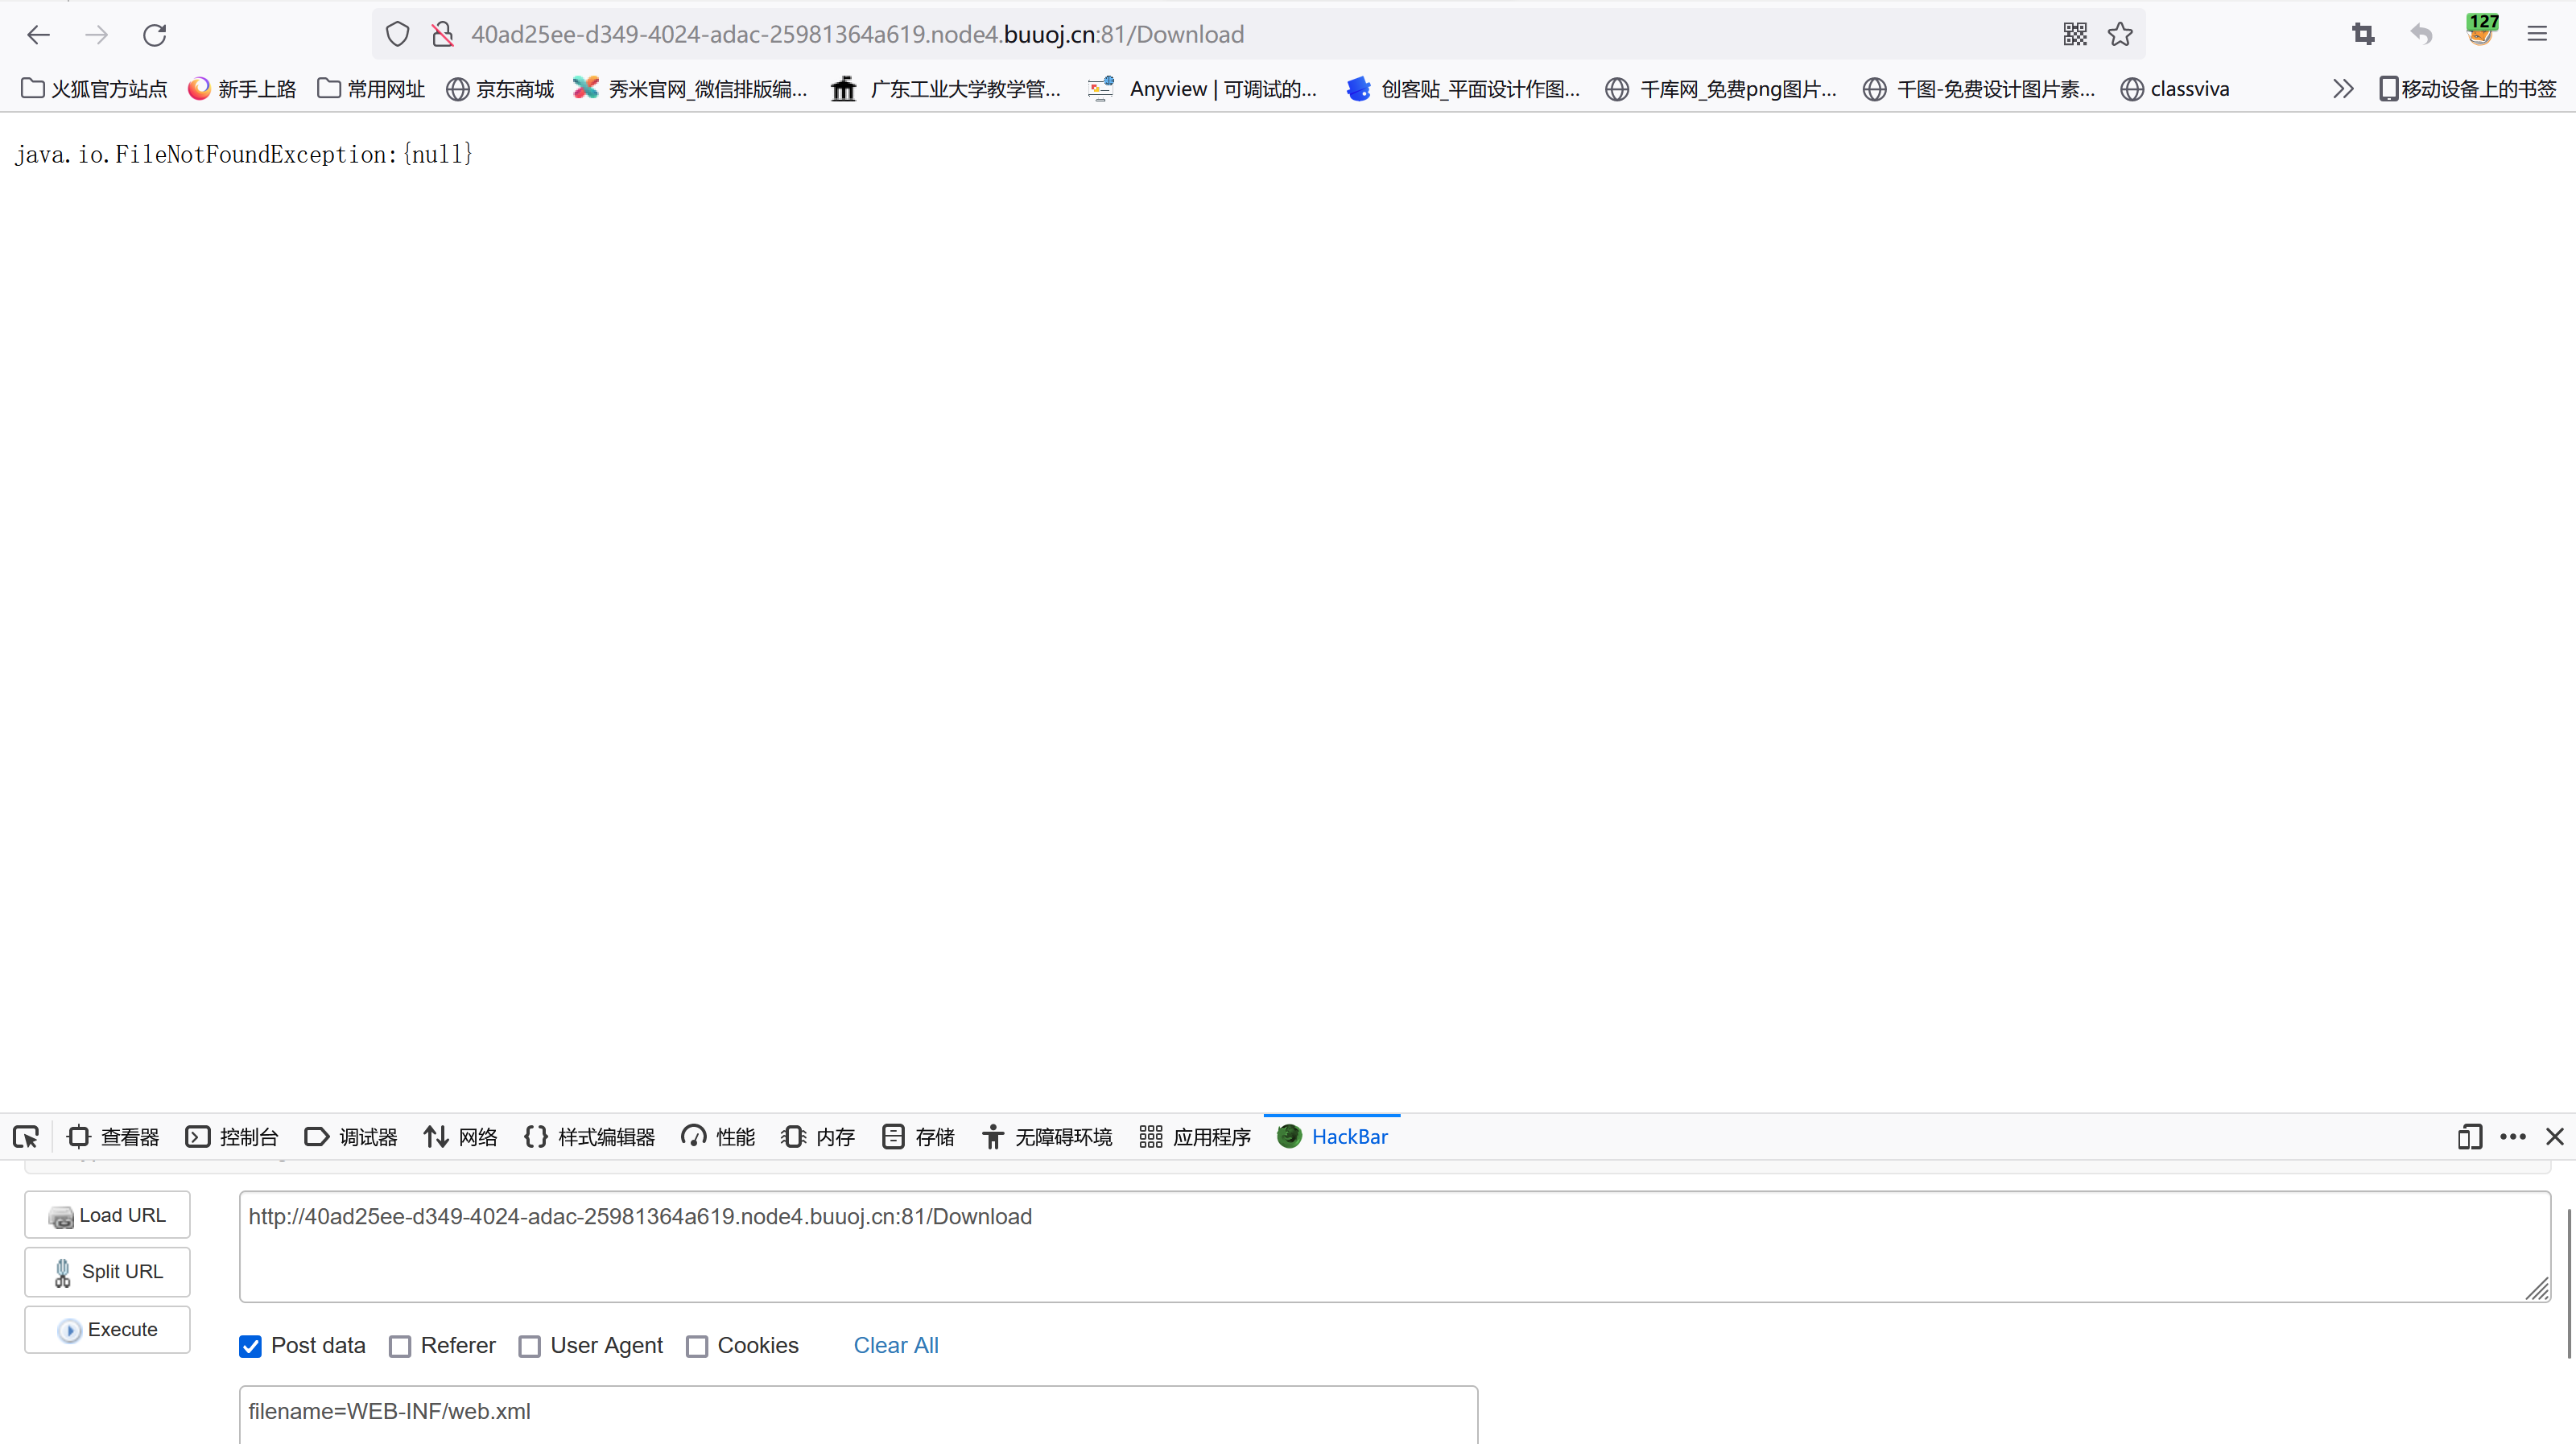 40ad25ee-d349-4024-adac-25981364a619.node4.buuoj.cn:81/Download
127
火狐官方站点 新手上路 常用网址 京东商城 秀米官网_微信排版编... 广东工业大学教学管... Anyview | 可调试的... 创客贴_平面设计作图... 千库网_免费png图片... 千图-免费设计图片素... classviva 移动设备上的书签
java.io.FileNotFoundException:{null}
查看器 控制台 调试器 网络 样式编辑器 性能 内存 存储 无障碍环境 应用程序 HackBar
Load URL
http://40ad25ee-d349-4024-adac-25981364a619.node4.buuoj.cn:81/Download
Split URL
Execute
Post data Referer User Agent Cookies Clear All
filename=WEB-INF/web.xml